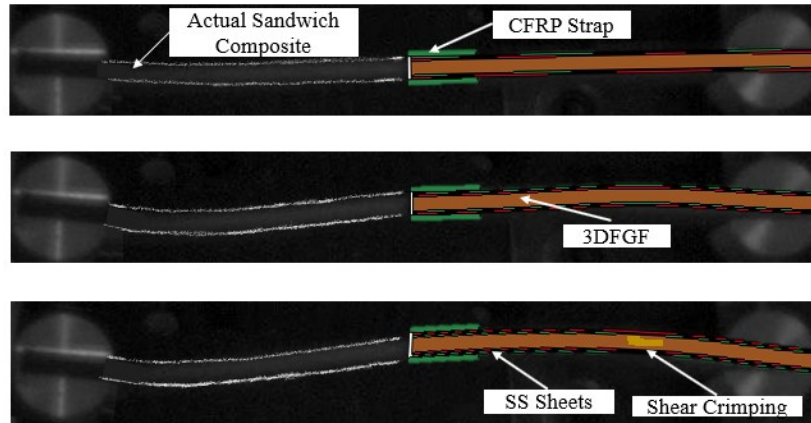 Actual Sandwich
Composite
CFRP Strap
3DFGF
SS Sheets
Shear Crimping